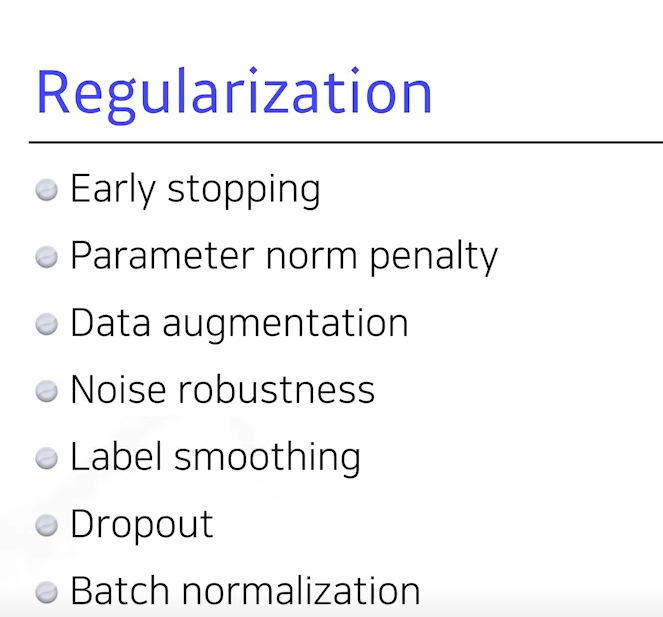 Regularization
Early stopping
Parameter norm penalty
Data augmentation
Noise robustness
Label smoothing
Dropout
Batch normalization